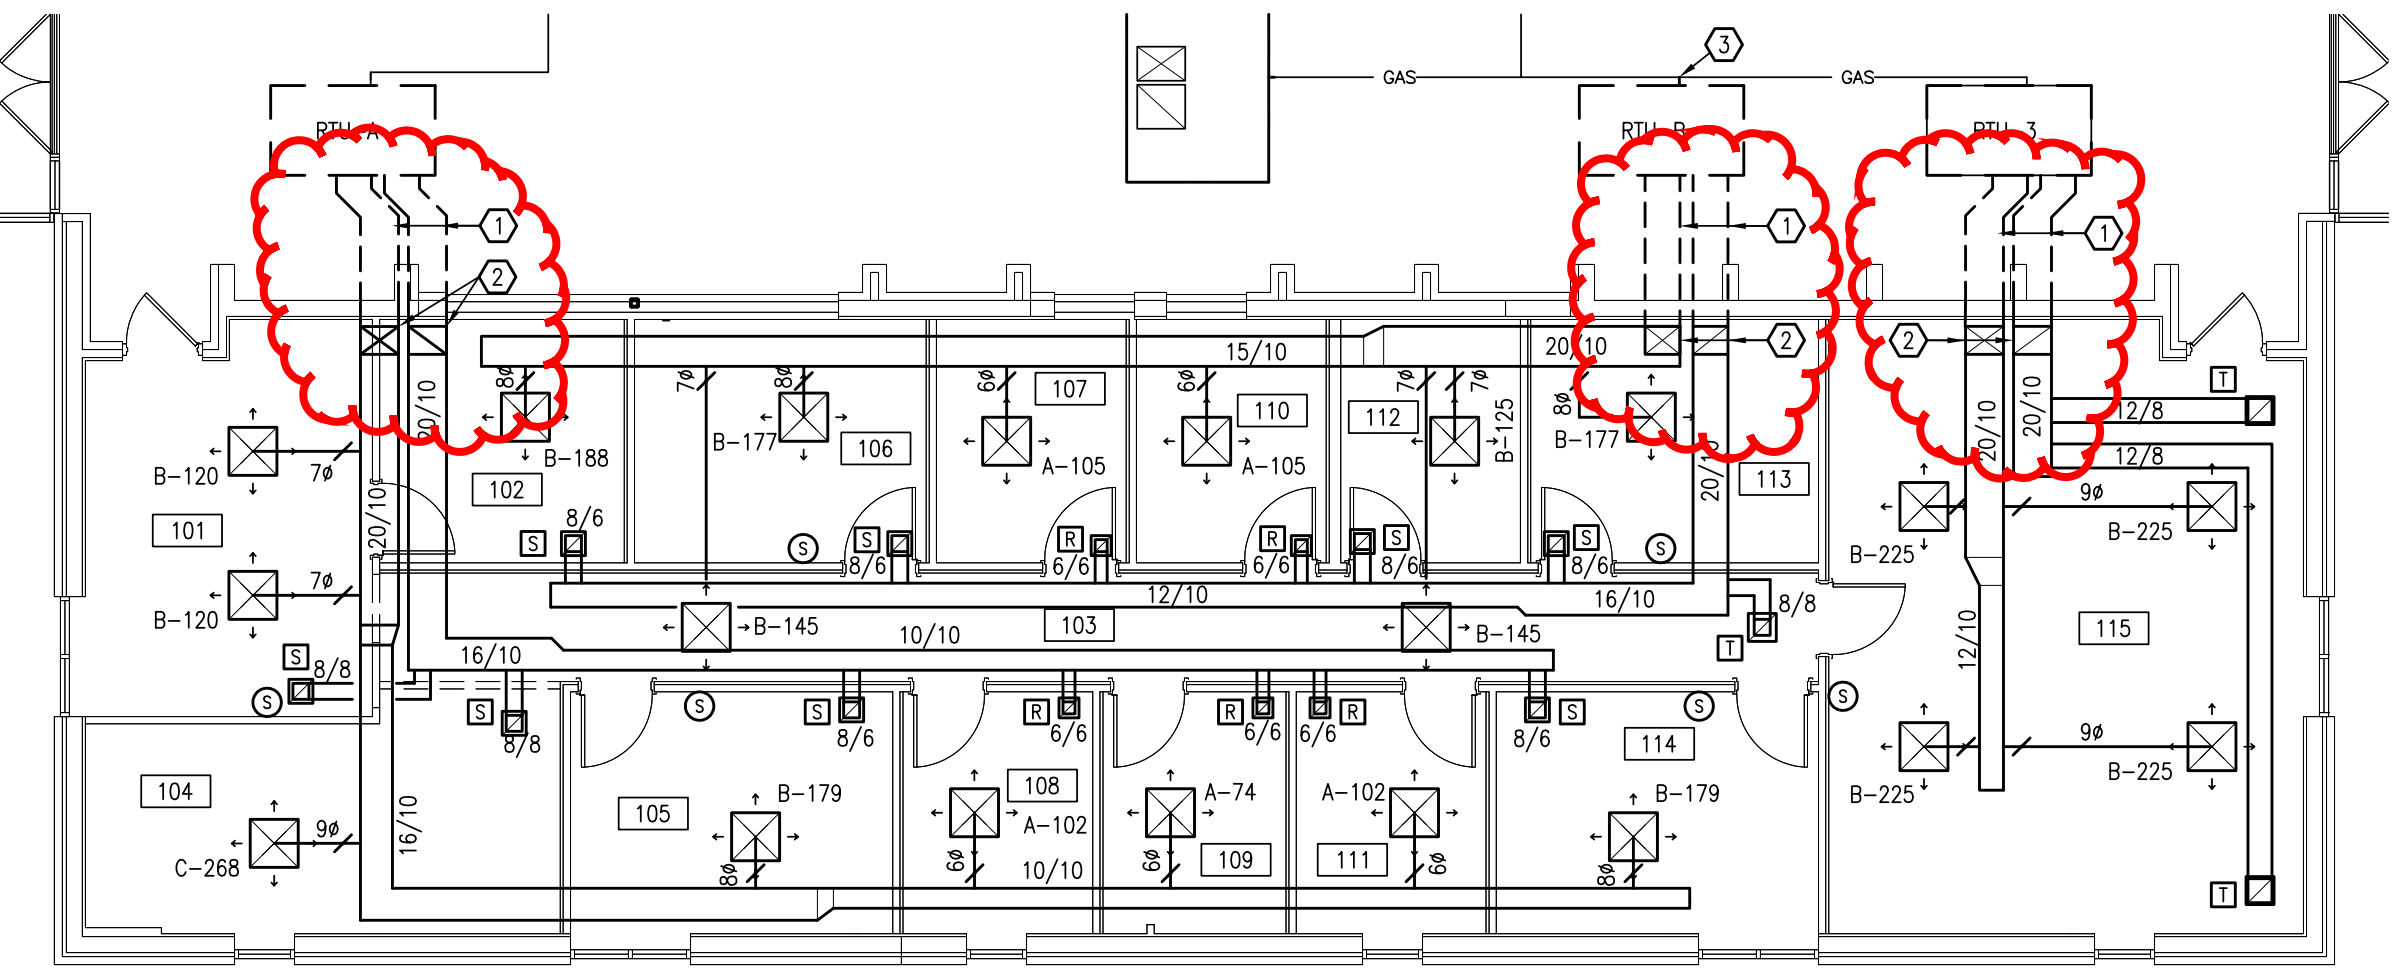 3
GAS
GAS
RTU-A
RTU-B
RTU-3
1
1
1
2
2
2
15/10
20/10
8ø
7ø
8ø
6ø
6ø
7ø
7ø
8ø
107
110
112
106
102
113
101
20/10
20/10
20/10
20/10
20/10
T
12/8
12/8
B-120
7ø
B-188
B-177
A-105
A-105
B-125
B-177
9ø
B-225
B-225
8/6
S
S
S
8/6
R
6/6
R
6/6
S
8/6
S
8/6
S
B-120
7ø
12/10
16/10
8/8
T
103
B-145
10/10
B-145
115
12/10
S
8/8
S
16/10
S
8/8
S
S
8/6
R
6/6
R
6/6
R
6/6
S
8/6
S
S
114
9ø
B-225
B-225
104
105
108
109
111
B-179
A-102
A-74
A-102
B-179
16/10
9ø
C-268
8ø
6ø
6ø
6ø
8ø
10/10
T